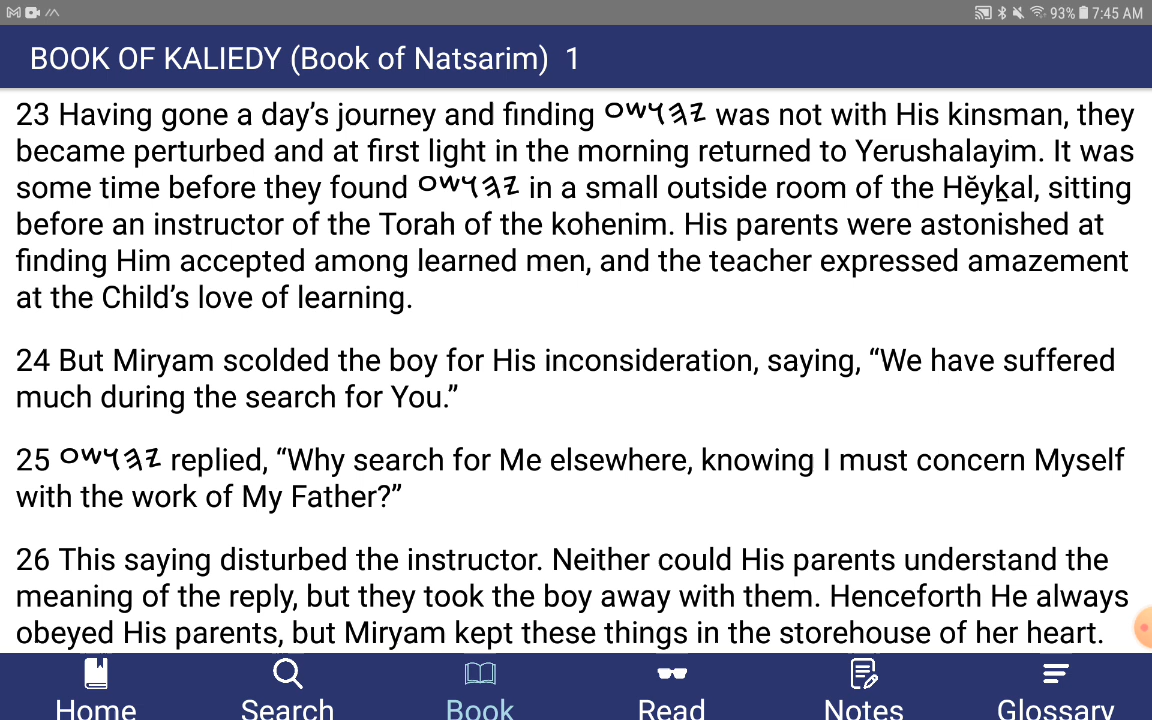 93% 7:45 AM
BOOK OF KALIEDY (Book of Natsarim) 1
23 Having gone a day’s journey and finding 𐤉𐤄𐤅𐤔𐤏 was not with His kinsman, they
became perturbed and at first light in the morning returned to Yerushalayim. It was
some time before they found 𐤉𐤄𐤅𐤔𐤏 in a small outside room of the Hĕyḵal, sitting
before an instructor of the Torah of the kohenim. His parents were astonished at
finding Him accepted among learned men, and the teacher expressed amazement
at the Child’s love of learning.
24 But Miryam scolded the boy for His inconsideration, saying, “We have suffered
much during the search for You.”
25 𐤉𐤄𐤅𐤔𐤏 replied, “Why search for Me elsewhere, knowing I must concern Myself
with the work of My Father?”
26 This saying disturbed the instructor. Neither could His parents understand the
meaning of the reply, but they took the boy away with them. Henceforth He always
obeyed His parents, but Miryam kept these things in the storehouse of her heart.
Home Search Book Read Notes Glossary